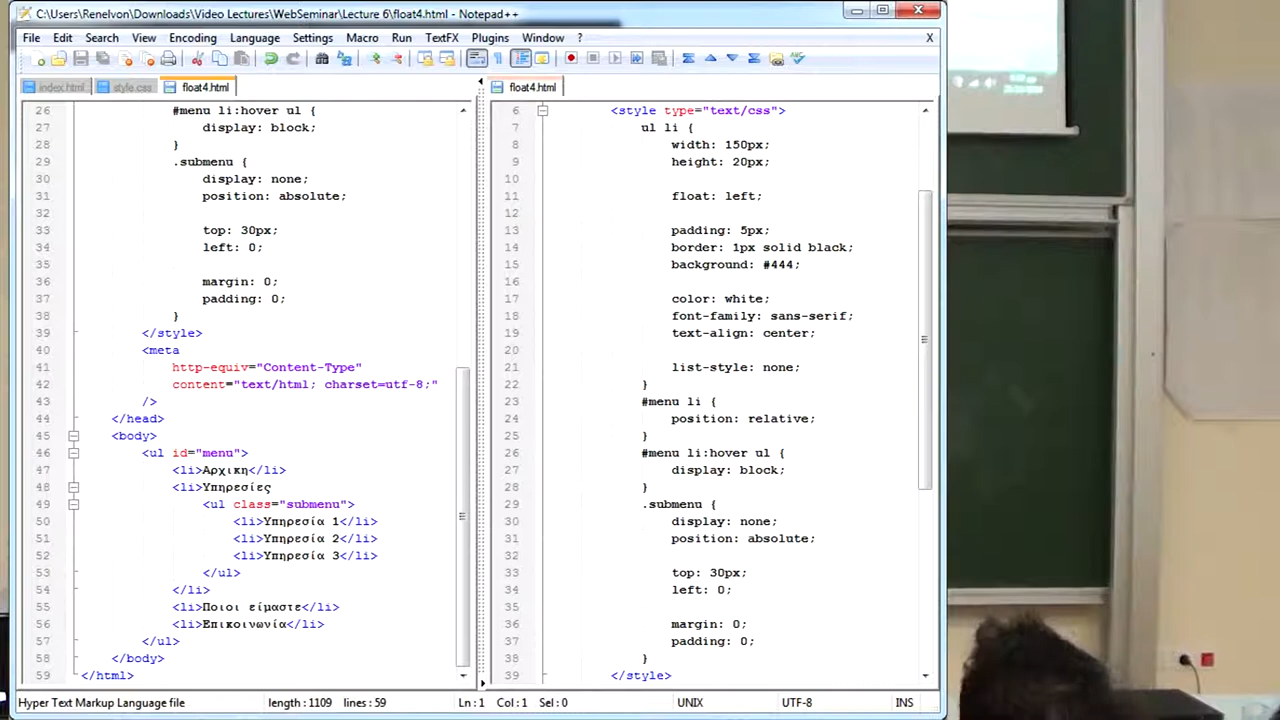 C:\Users\Renelvon\Downloads\Video Lectures\WebSeminar\Lecture 6\float4.html - Notepad++
File Edit Search View Encoding Language Settings Macro Run TextFX Plugins Window ? X
index.html style.css float4.html
26 #menu li:hover ul {
27 display: block;
28 }
29 .submenu {
30 display: none;
31 position: absolute;
32
33 top: 30px;
34 left: 0;
35
36 margin: 0;
37 padding: 0;
38 }
39 </style>
40 <meta
41 http-equiv="Content-Type"
42 content="text/html; charset=utf-8;"
43 />
44 </head>
45 <body>
46 <ul id="menu">
47 <li>Αρχικη</li>
48 <li>Υπηρεσίες
49 <ul class="submenu">
50 <li>Υπηρεσία 1</li>
51 <li>Υπηρεσία 2</li>
52 <li>Υπηρεσία 3</li>
53 </ul>
54 </li>
55 <li>Ποιοι είμαστε</li>
56 <li>Επικοινωνία</li>
57 </ul>
58 </body>
59 </html>
float4.html
6 <style type="text/css">
7 ul li {
8 width: 150px;
9 height: 20px;
10
11 float: left;
12
13 padding: 5px;
14 border: 1px solid black;
15 background: #444;
16
17 color: white;
18 font-family: sans-serif;
19 text-align: center;
20
21 list-style: none;
22 }
23 #menu li {
24 position: relative;
25 }
26 #menu li:hover ul {
27 display: block;
28 }
29 .submenu {
30 display: none;
31 position: absolute;
32
33 top: 30px;
34 left: 0;
35
36 margin: 0;
37 padding: 0;
38 }
39 </style>
Hyper Text Markup Language file length : 1109 lines : 59 Ln : 1 Col : 1 Sel : 0 UNIX UTF-8 INS